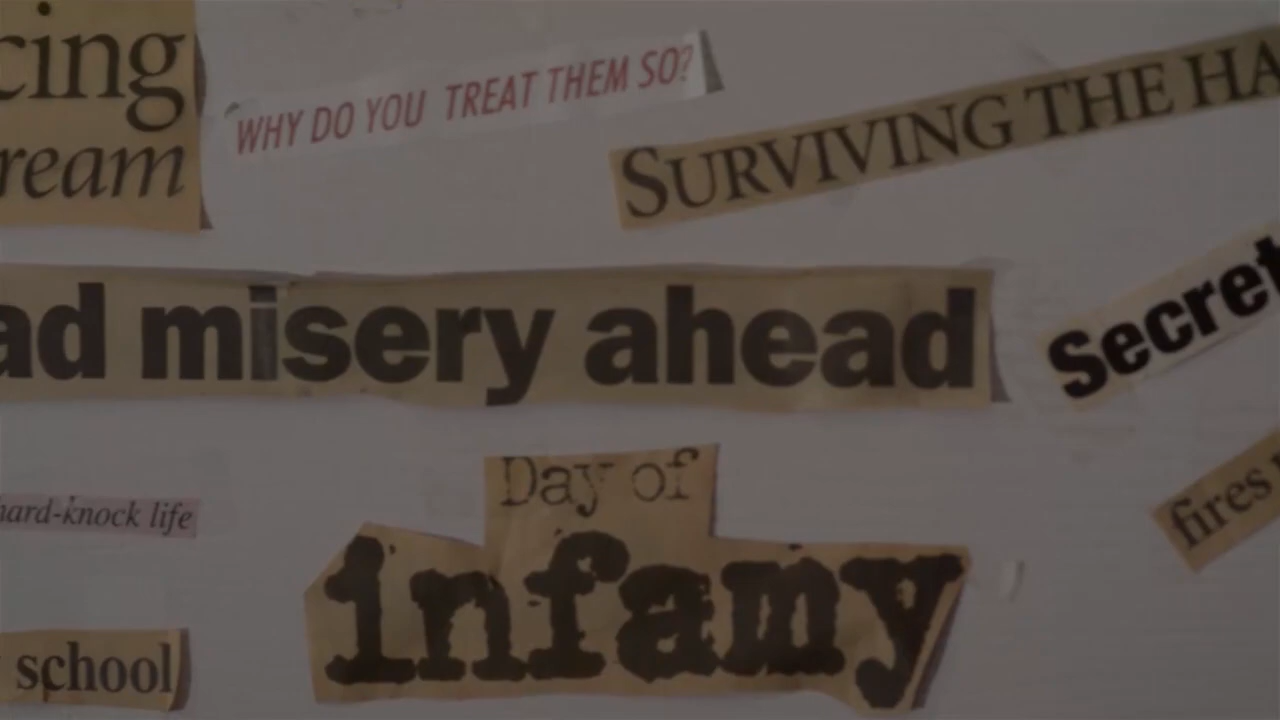 cing
ream
WHY DO YOU TREAT THEM SO?
SURVIVING THE HA
ad misery ahead
Secret
hard-knock life
Day of
infamy
fires
school